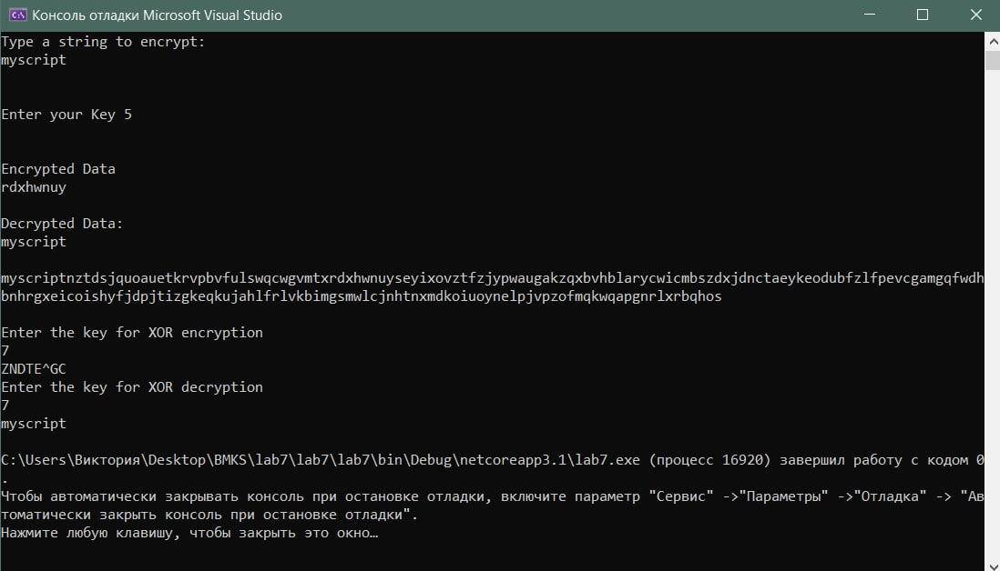 Консоль отладки Microsoft Visual Studio
Type a string to encrypt:
myscript
Enter your Key 5
Encrypted Data
rdxhwnuy
Decrypted Data:
myscript
myscriptnztdsjquoauetkrvpbvfulswqcwgvmtxrdxhwnuyseyixovztfzjypwaugakzqxbvhblarycwicmbszdxjdnctaeykeodubfzlfpevcgamgqfwdh
bnhrgxeicoishyfjdpjtizgkeqkujahlfrlvkbimgsmwlcjnhtnxmdkoiuoynelpjvpzofmqkwqapgnrlxrbqhos
Enter the key for XOR encryption
7
ZNDTE^GC
Enter the key for XOR decryption
7
myscript
C:\Users\Виктория\Desktop\BMKS\lab7\lab7\lab7\bin\Debug\netcoreapp3.1\lab7.exe (процесс 16920) завершил работу с кодом 0
.
Чтобы автоматически закрывать консоль при остановке отладки, включите параметр "Сервис" ->"Параметры" ->"Отладка" -> "Ав
томатически закрыть консоль при остановке отладки".
Нажмите любую клавишу, чтобы закрыть это окно…